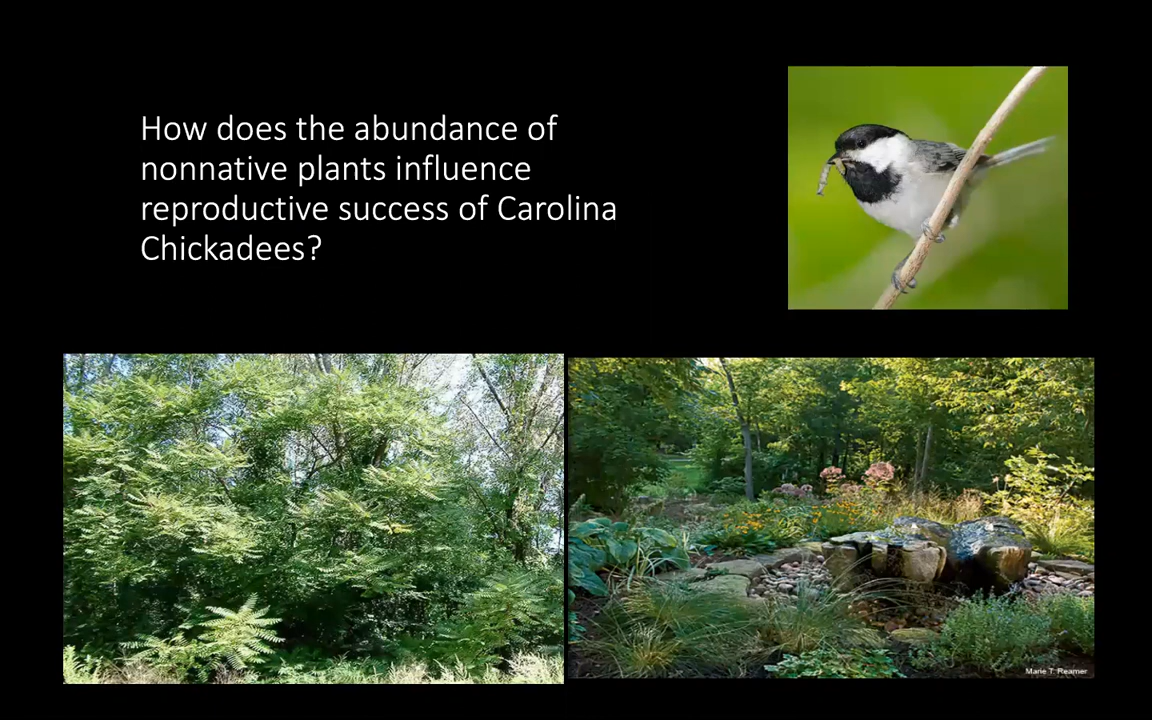 How does the abundance of
nonnative plants influence
reproductive success of Carolina
Chickadees?
Marie T. Reamer